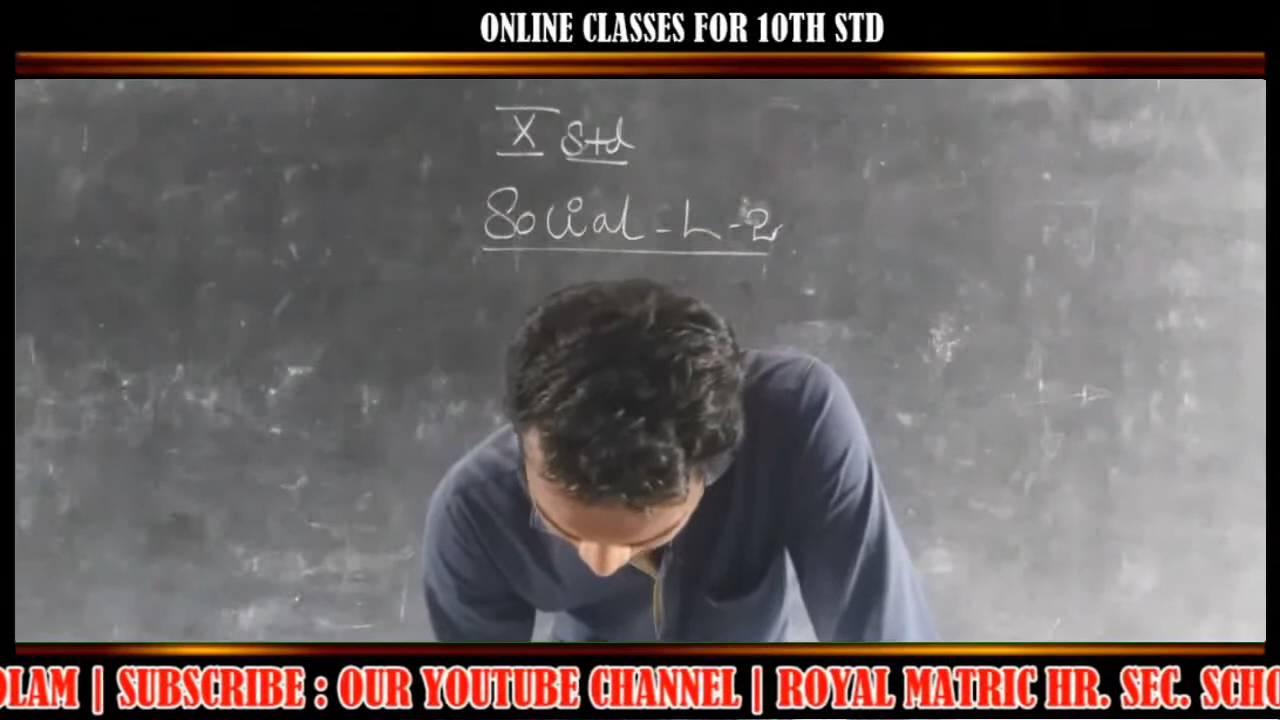 ONLINE CLASSES FOR 10TH STD
X Std
Social - L - 2
OLAM | SUBSCRIBE : OUR YOUTUBE CHANNEL | ROYAL MATRIC HR. SEC. SCHO